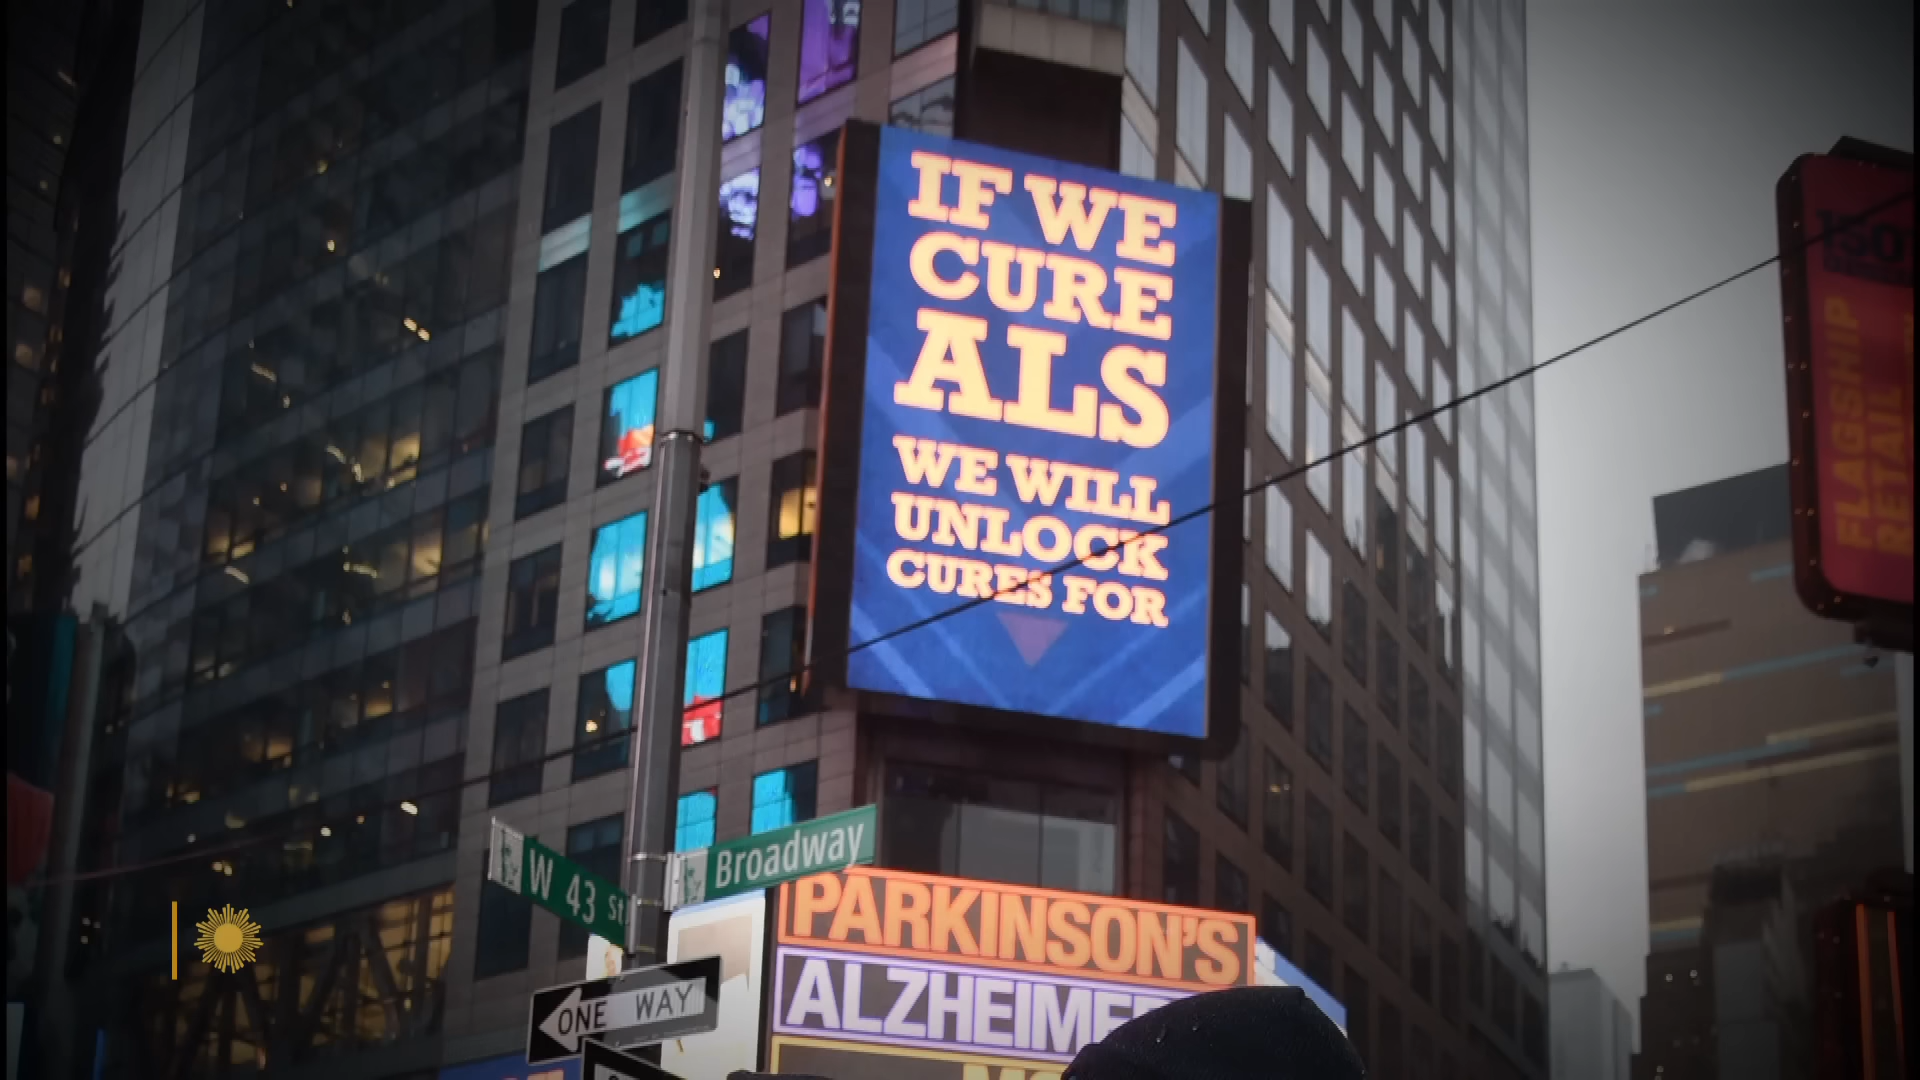 IF WE
CURE
ALS
WE WILL
UNLOCK
CURES FOR
FLAGSHIP
RETAIL
W 43 st
Broadway
PARKINSON'S
ONE WAY